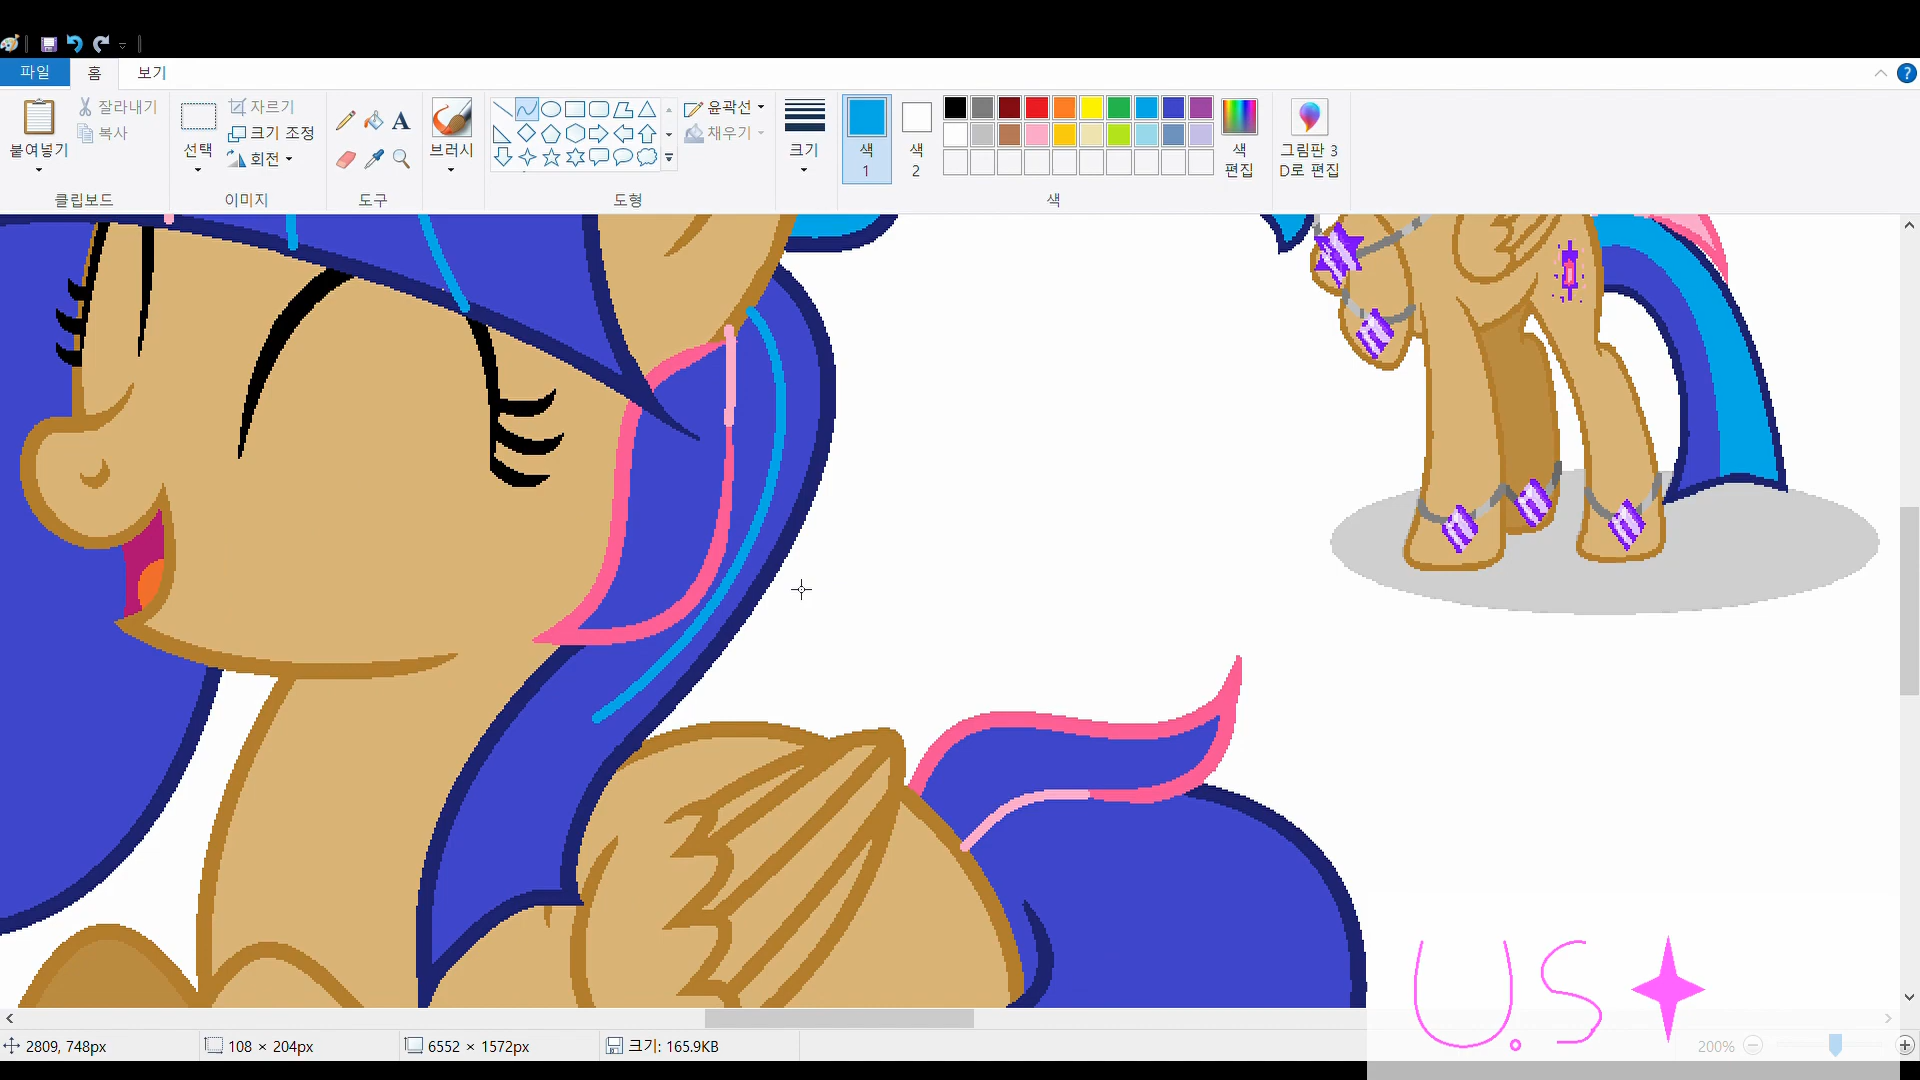 파일 홈 보기
붙여넣기
잘라내기
복사
클립보드
선택
자르기
크기 조정
회전
이미지
A
도구
브러시
윤곽선
채우기
도형
크기
색
1
색
2
색
편집
색
그림판 3
D로 편집
?
2809, 748px
108 × 204px
6552 × 1572px
크기: 165.9KB
200%
U.S